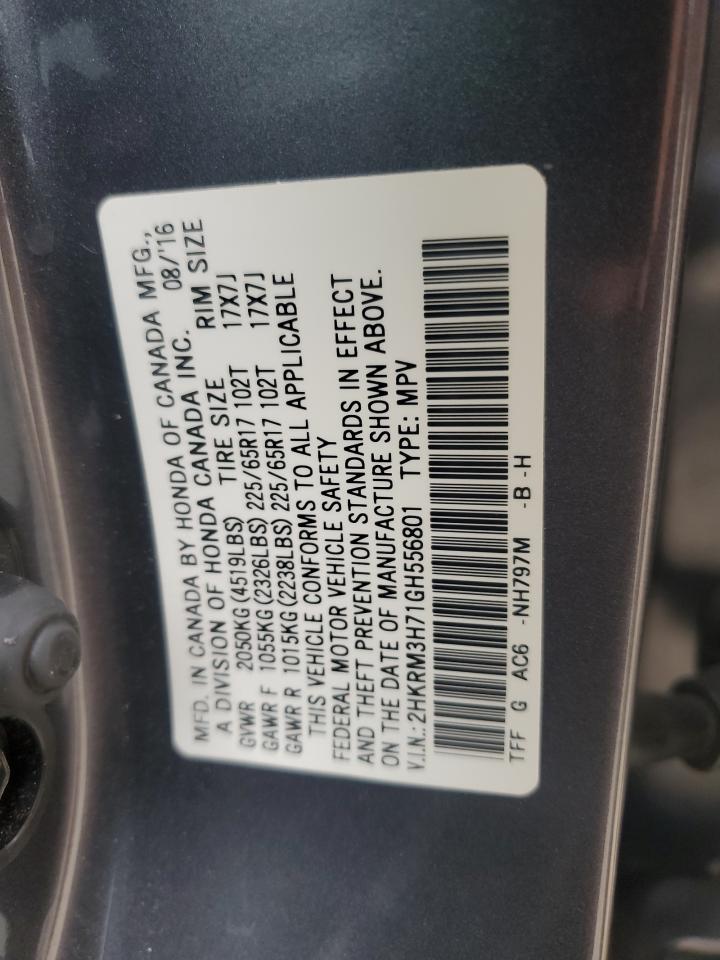 MFD. IN CANADA BY HONDA OF CANADA MFG.,
A DIVISION OF HONDA CANADA INC. 08/'16
GVWR 2050KG (4519LBS) TIRE SIZE RIM SIZE
GAWR F 1055KG (2326LBS) 225/65R17 102T 17X7J
GAWR R 1015KG (2238LBS) 225/65R17 102T 17X7J
THIS VEHICLE CONFORMS TO ALL APPLICABLE
FEDERAL MOTOR VEHICLE SAFETY
AND THEFT PREVENTION STANDARDS IN EFFECT
ON THE DATE OF MANUFACTURE SHOWN ABOVE.
V.I.N.: 2HKRM3H71GH556801 TYPE: MPV
TFF G AC6 -NH797M -B -H